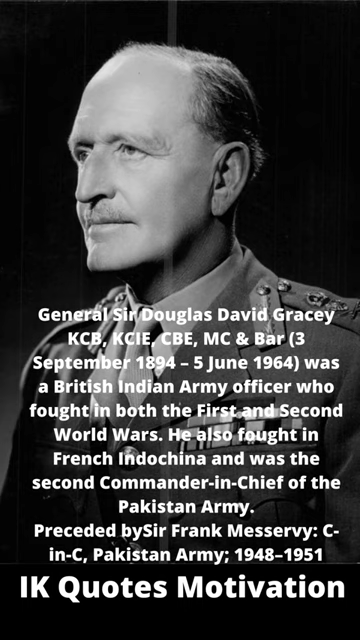 General Sir Douglas David Gracey
KCB, KCIE, CBE, MC & Bar (3
September 1894 – 5 June 1964) was
a British Indian Army officer who
fought in both the First and Second
World Wars. He also fought in
French Indochina and was the
second Commander-in-Chief of the
Pakistan Army.
Preceded bySir Frank Messervy: C-
in-C, Pakistan Army; 1948–1951
IK Quotes Motivation